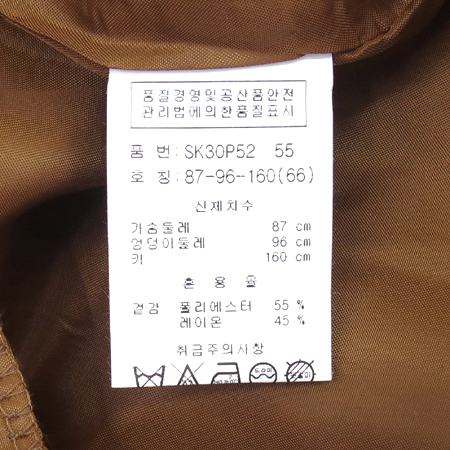 품질경영및공산품안전
관리법에의한품질표시
품 번: SK30P52 55
호 칭: 87-96-160(66)
신체치수
가슴둘레 87 cm
엉덩이둘레 96 cm
키 160 cm
혼 용 율
겉감 폴리에스터 55 %
레이온 45 %
취급주의사항
드라이